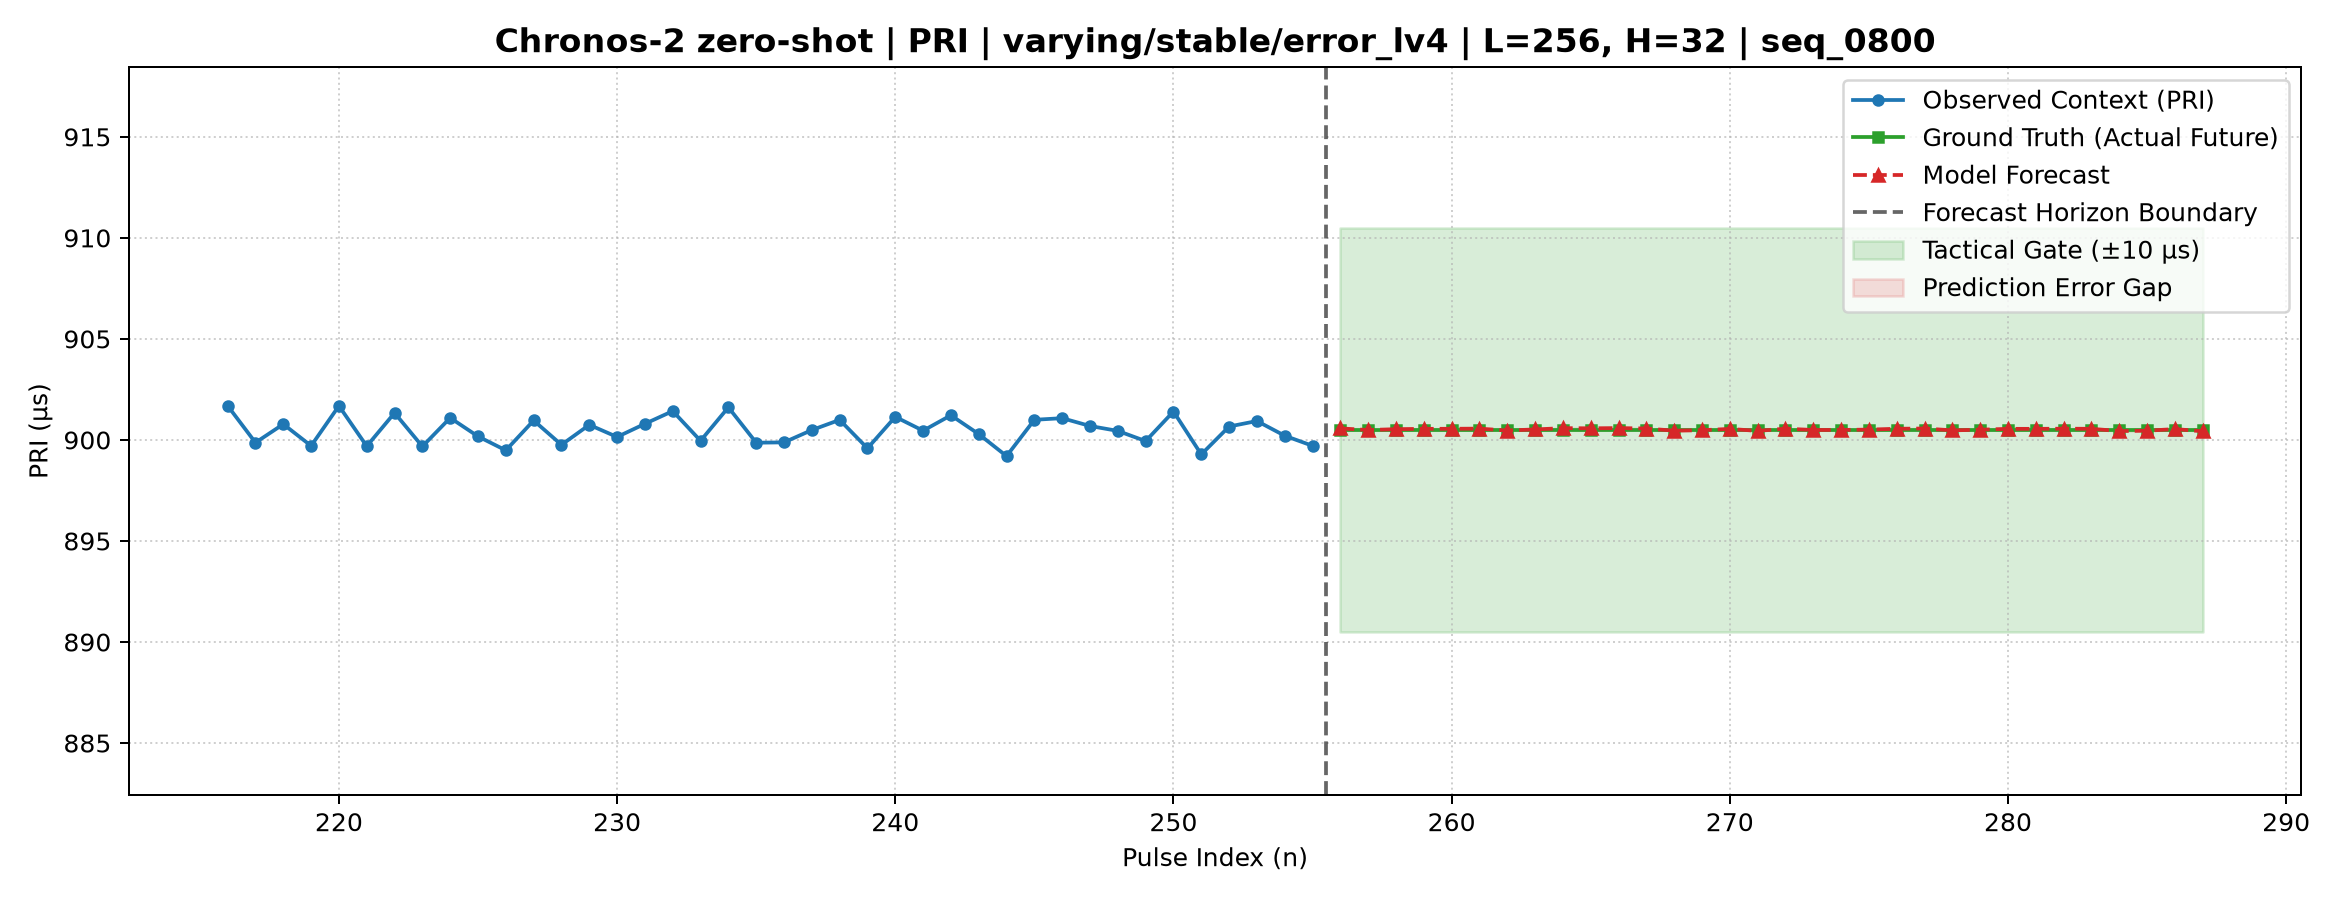 Chronos-2 zero-shot | PRI | varying/stable/error_lv4 | L=256, H=32 | seq_0800
Observed Context (PRI)
Ground Truth (Actual Future)
Model Forecast
Forecast Horizon Boundary
Tactical Gate (±10 μs)
Prediction Error Gap
PRI (μs)
915
910
905
900
895
890
885
220 230 240 250 260 270 280 290
Pulse Index (n)